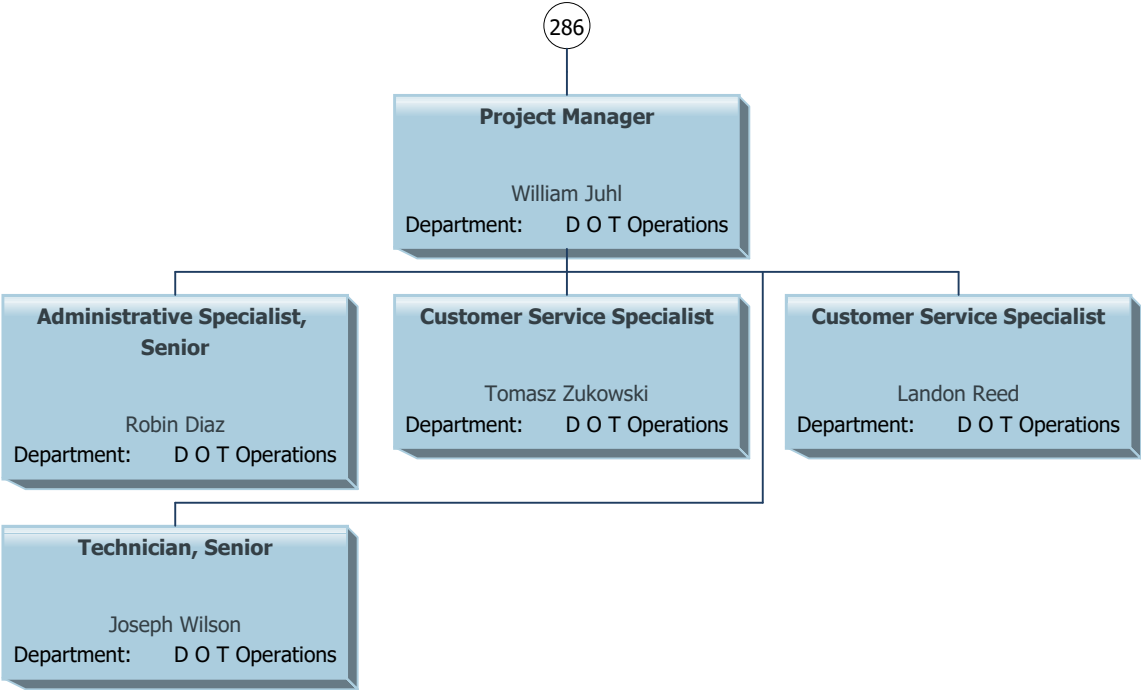 286
Project Manager
William Juhl
Department: D O T Operations
Administrative Specialist,
Senior
Robin Diaz
Department: D O T Operations
Customer Service Specialist
Tomasz Zukowski
Department: D O T Operations
Customer Service Specialist
Landon Reed
Department: D O T Operations
Technician, Senior
Joseph Wilson
Department: D O T Operations